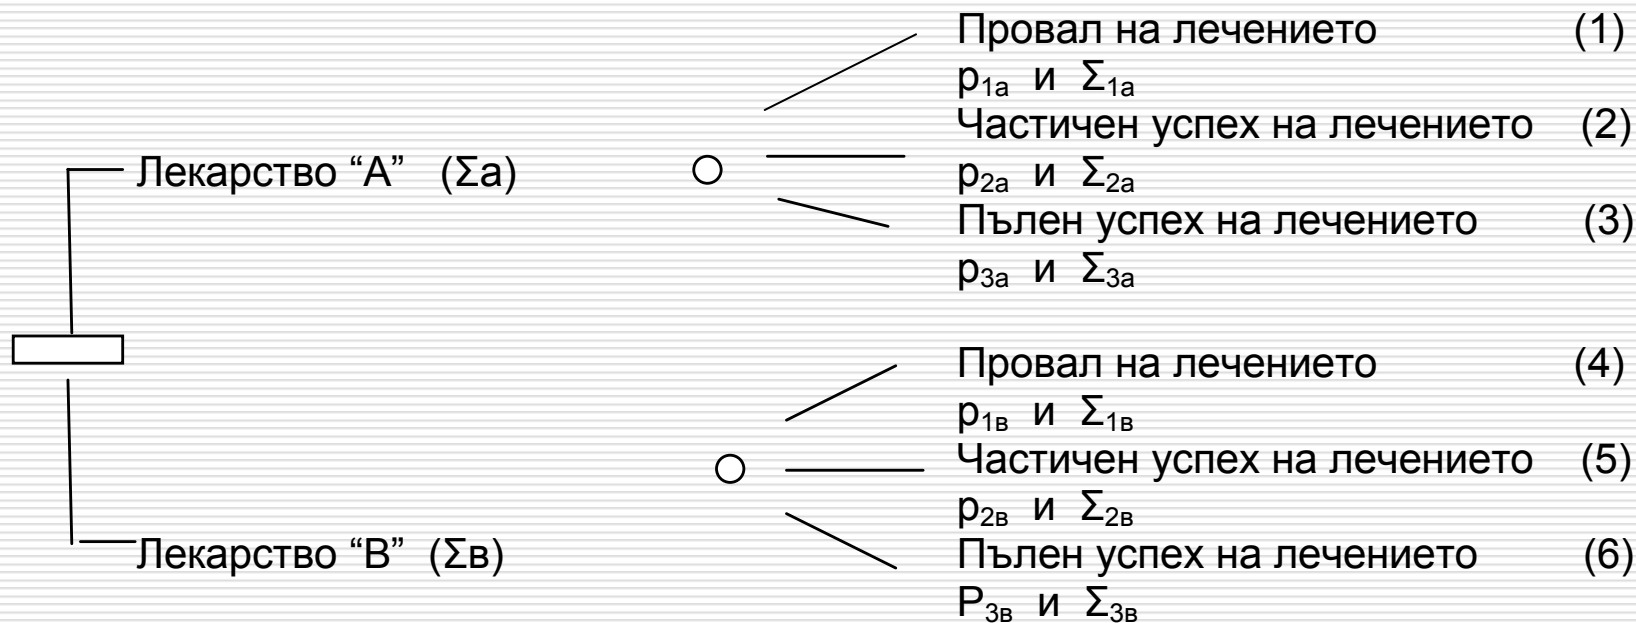 Провал на лечението (1)
p1a и Σ1a
Частичен успех на лечението (2)
Лекарство “А” (Σа)
p2a и Σ2a
Пълен успех на лечението (3)
p3a и Σ3a
Провал на лечението (4)
p1в и Σ1в
Частичен успех на лечението (5)
p2в и Σ2в
Лекарство “В” (Σв)
Пълен успех на лечението (6)
P3в и Σ3в